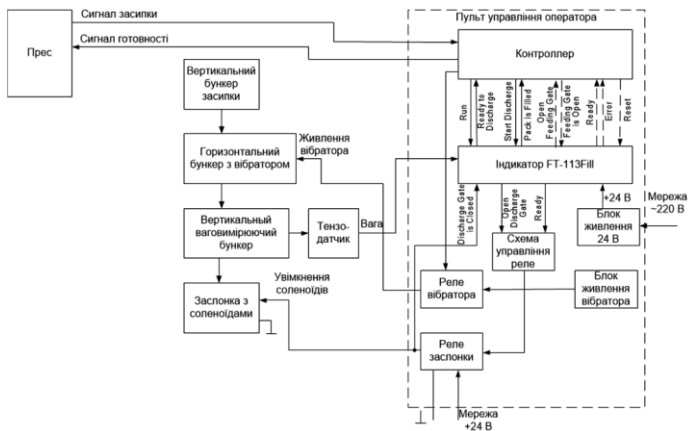 Сигнал засипки
Пульт управління оператора
Прес
Сигнал готовності
Контроллер
Вертикальний
бункер
засипки
Run
Ready to
Discharge
Start Discharge
Pack is Filled
Open
Feeding Gate
Feeding Gate
is Open
Ready
Error
Reset
Горизонтальний
бункер з вібратором
Живлення
вібратора
Індикатор FT-113Fill
Вертикальный
ваговимірюючий
бункер
Тензо-
датчик
Вага
Discharge Gate
is Closed
Open
Discharge
Gate
Ready
+24 В
Мережа
~220 В
Блок
живлення
24 В
Схема
управління
реле
Увімкнення
соленоїдів
Заслонка з
соленоїдами
Реле
вібратора
Блок
живлення
вібратора
Реле
заслонки
Мережа
+24 В